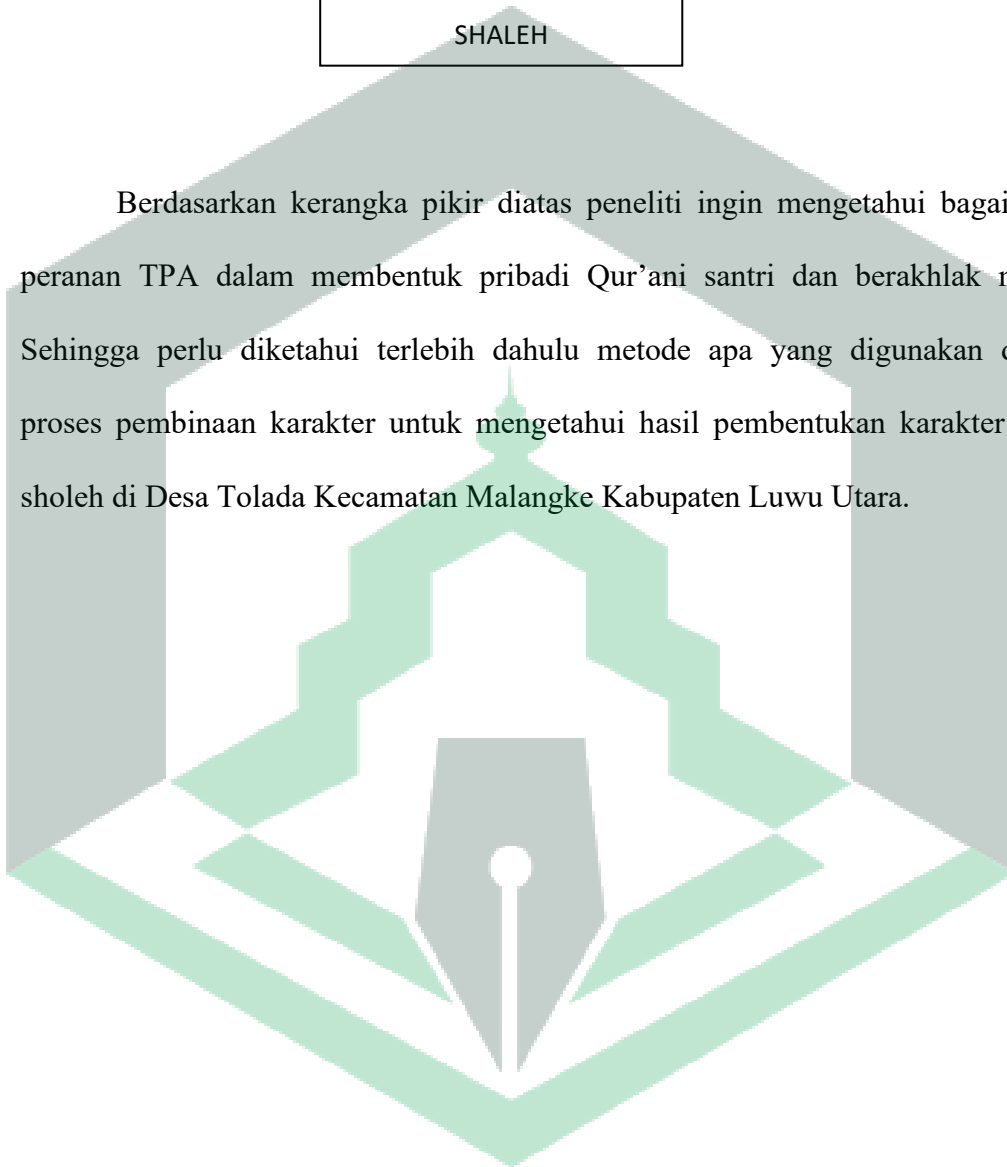 SHALEH
Berdasarkan kerangka pikir diatas peneliti ingin mengetahui
peranan TPA dalam membentuk pribadi Qur'ani santri dan berakhlak
Sehingga perlu diketahui terlebih dahulu metode apa yang digunakan
proses pembinaan karakter untuk mengetahui hasil pembentukan karakter
sholeh di Desa Tolada Kecamatan Malangke Kabupaten Luwu Utara.